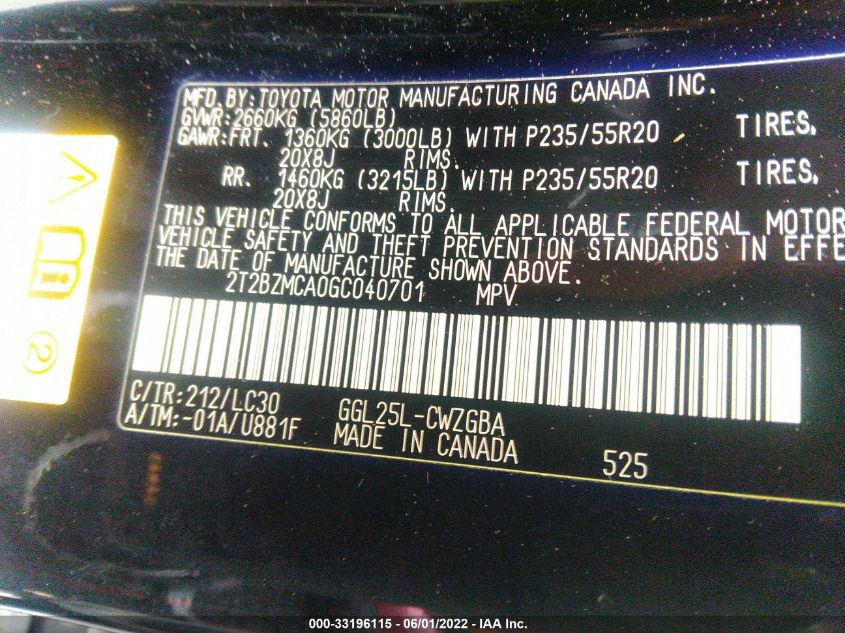 MFD. BY: TOYOTA MOTOR MANUFACTURING CANADA INC.
GVWR: 2660KG (5860LB)
GAWR: FRT. 1360KG (3000LB) WITH P235/55R20 TIRES,
20X8J RIMS.
RR. 1460KG (3215LB) WITH P235/55R20 TIRES,
20X8J RIMS.
THIS VEHICLE CONFORMS TO ALL APPLICABLE FEDERAL MOTOR
VEHICLE SAFETY AND THEFT PREVENTION STANDARDS IN EFFE
THE DATE OF MANUFACTURE SHOWN ABOVE.
2T2BZMCA0GC040701 MPV
C/TR: 212/LC30 GGL25L-CWZGBA
A/TM: -01A/U881F MADE IN CANADA 525
2
000-33196115 - 06/01/2022 - IAA Inc.